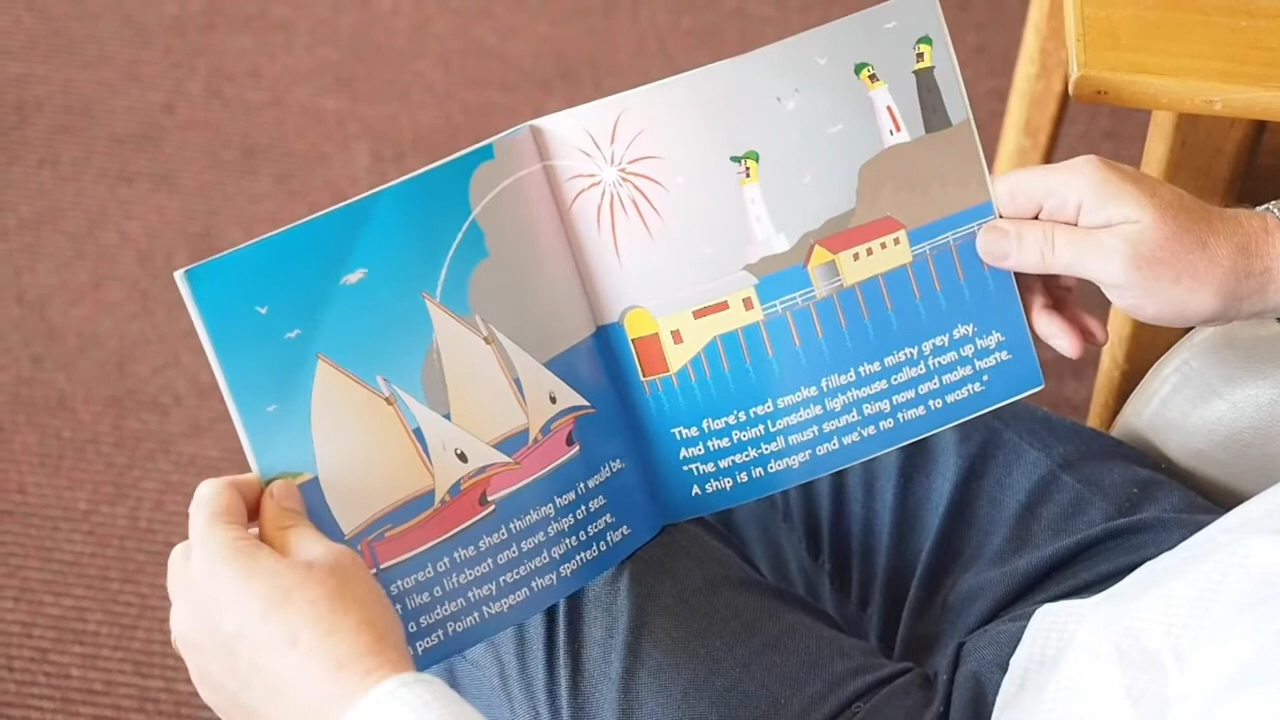 stared at the shed thinking how it would be,
like a lifeboat and save ships at sea.
a sudden they received quite a scare,
past Point Nepean they spotted a flare.
The flare's red smoke filled the misty grey sky.
And the Point Lonsdale lighthouse called from up high.
"The wreck-bell must sound. Ring now and make haste.
A ship is in danger and we've no time to waste."